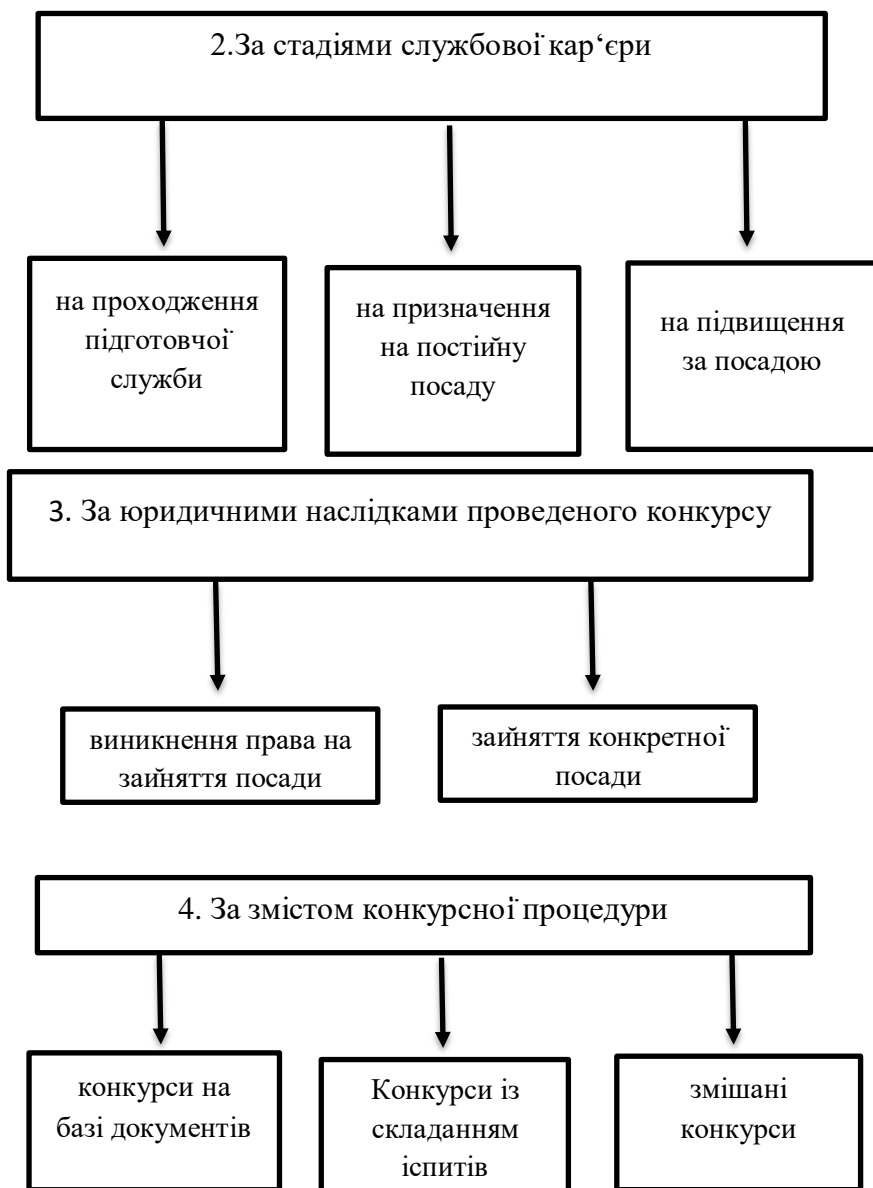 2.За стадіями службової кар‘єри
на проходження
підготовчої
служби
на призначення
на постійну
посаду
на підвищення
за посадою
3. За юридичними наслідками проведеного конкурсу
виникнення права на
зайняття посади
зайняття конкретної
посади
4. За змістом конкурсної процедури
конкурси на
базі документів
Конкурси із
складанням
іспитів
змішані
конкурси